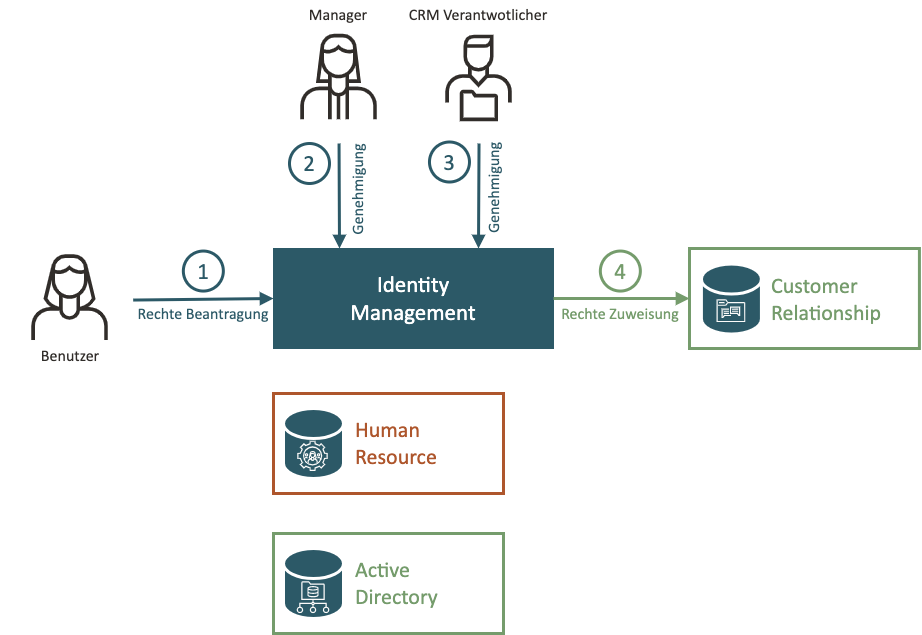 Manager
CRM Verantwotlicher
2
Genehmigung
3
Genehmigung
1
Rechte Beantragung
Benutzer
Identity
Management
4
Rechte Zuweisung
Customer
Relationship
Human
Resource
Active
Directory